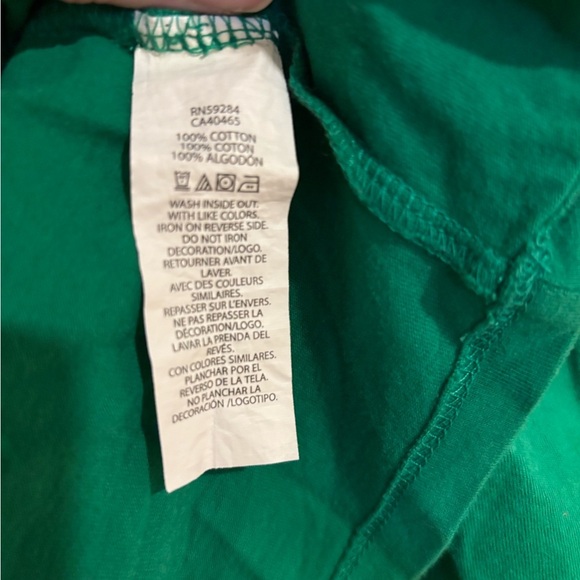 RN59284
CA40465
100% COTTON
100% COTON
100% ALGODÓN
WASH INSIDE OUT.
WITH LIKE COLORS.
IRON ON REVERSE SIDE.
DO NOT IRON
DECORATION/LOGO.
RETOURNER AVANT DE
LAVER.
AVEC DES COULEURS
SIMILAIRES.
REPASSER SUR L'ENVERS.
NE PAS REPASSER LA
DÉCORATION/LOGO.
LAVAR LA PRENDA DEL
REVÉS.
CON COLORES SIMILARES.
PLANCHAR POR EL
REVERSO DE LA TELA.
NO PLANCHAR LA
DECORACIÓN /LOGOTIPO.